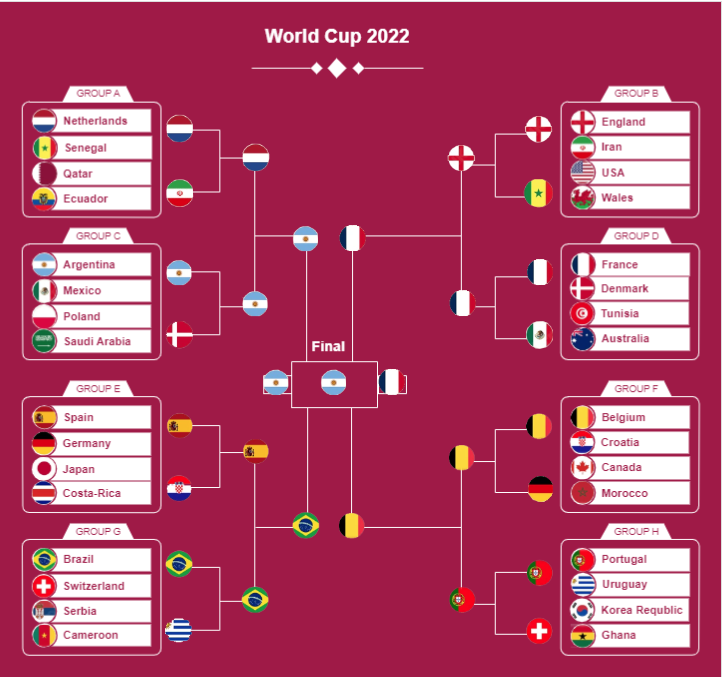 World Cup 2022
GROUP A
Netherlands
Senegal
Qatar
Ecuador
GROUP B
England
Iran
USA
Wales
GROUP C
Argentina
Mexico
Poland
Saudi Arabia
GROUP D
France
Denmark
Tunisia
Australia
Final
GROUP E
Spain
Germany
Japan
Costa-Rica
GROUP F
Belgium
Croatia
Canada
Morocco
GROUP G
Brazil
Switzerland
Serbia
Cameroon
GROUP H
Portugal
Uruguay
Korea Requblic
Ghana